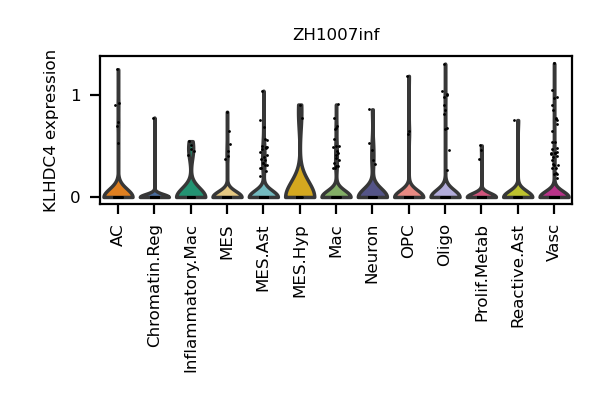 ZH1007inf
KLHDC4 expression
1
0
AC
Chromatin.Reg
Inflammatory.Mac
MES
MES.Ast
MES.Hyp
Mac
Neuron
OPC
Oligo
Prolif.Metab
Reactive.Ast
Vasc